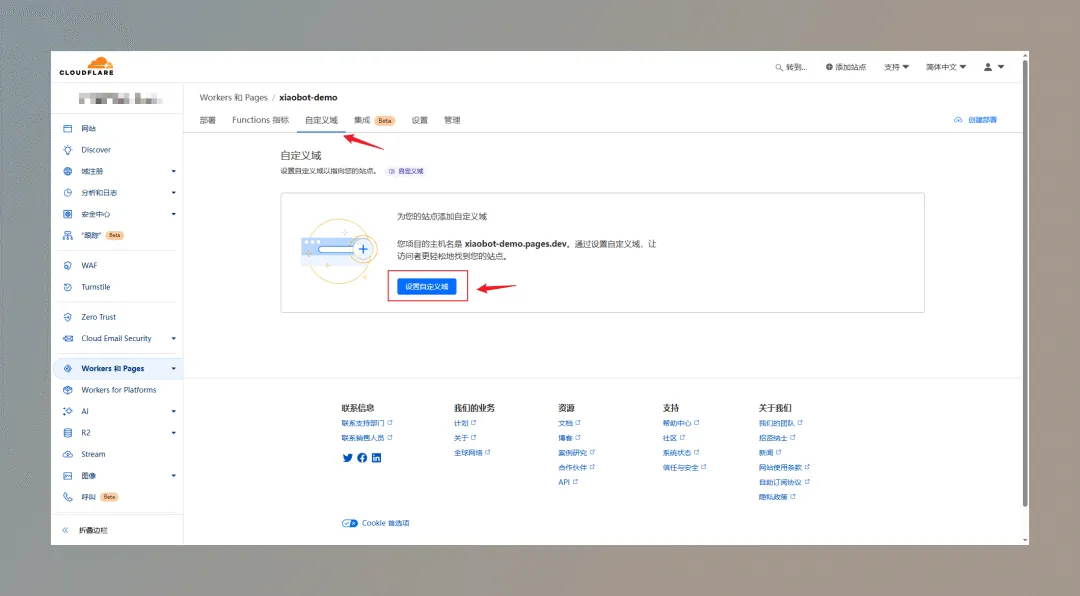 CLOUDFLARE
转到...
添加站点
支持
简体中文
Workers 和 Pages / xiaobot-demo
部署 Functions 指标 自定义域 集成 Beta 设置 管理
创建部署
网站
Discover
域注册
分析和日志
安全中心
"跟踪" Beta
WAF
Turnstile
Zero Trust
Cloud Email Security
Workers 和 Pages
Workers for Platforms
AI
R2
Stream
图像
呼叫 Beta
折叠边栏
自定义域
设置自定义域以指向您的站点。 自定义域
为您的站点添加自定义域
您项目的主机名是 xiaobot-demo.pages.dev。通过设置自定义域，让
访问者更轻松地找到您的站点。
设置自定义域
联系信息
联系支持部门
联系销售人员
我们的业务
计划
关于
全球网络
资源
文档
博客
案例研究
合作伙伴
API
支持
帮助中心
社区
系统状态
信任与安全
关于我们
我们的团队
招贤纳士
新闻
网站使用条款
自助订阅协议
隐私政策
Cookie 首选项